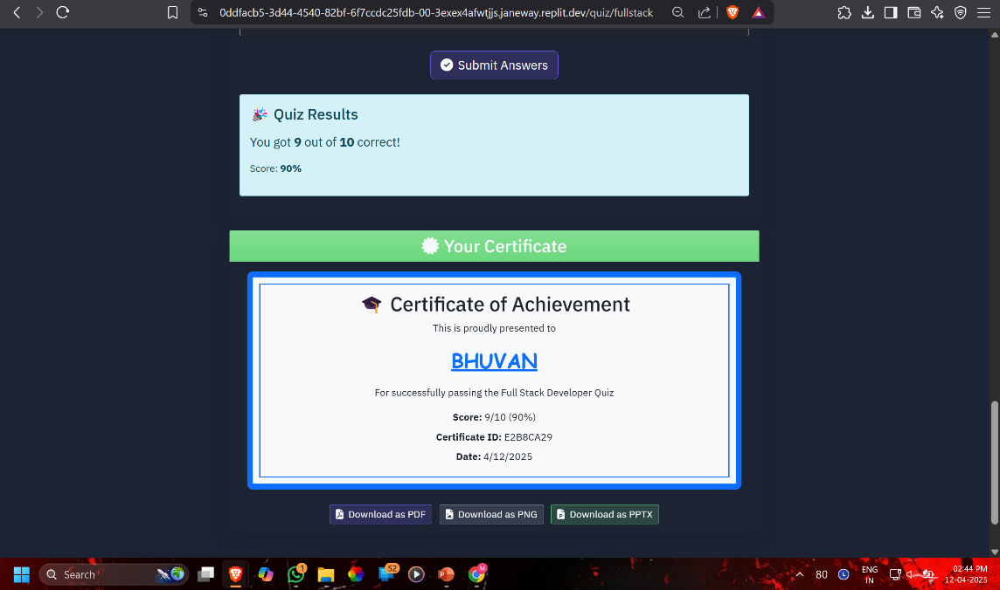 0ddfacb5-3d44-4540-82bf-6f7ccdc25fdb-00-3exex4afwtjjs.janeway.replit.dev/quiz/fullstack
Submit Answers
Quiz Results
You got 9 out of 10 correct!
Score: 90%
Your Certificate
Certificate of Achievement
This is proudly presented to
BHUVAN
For successfully passing the Full Stack Developer Quiz
Score: 9/10 (90%)
Certificate ID: E2B8CA29
Date: 4/12/2025
Download as PDF
Download as PNG
Download as PPTX
Search
1
52
P
M
80
L
ENG
IN
02:44 PM
12-04-2025